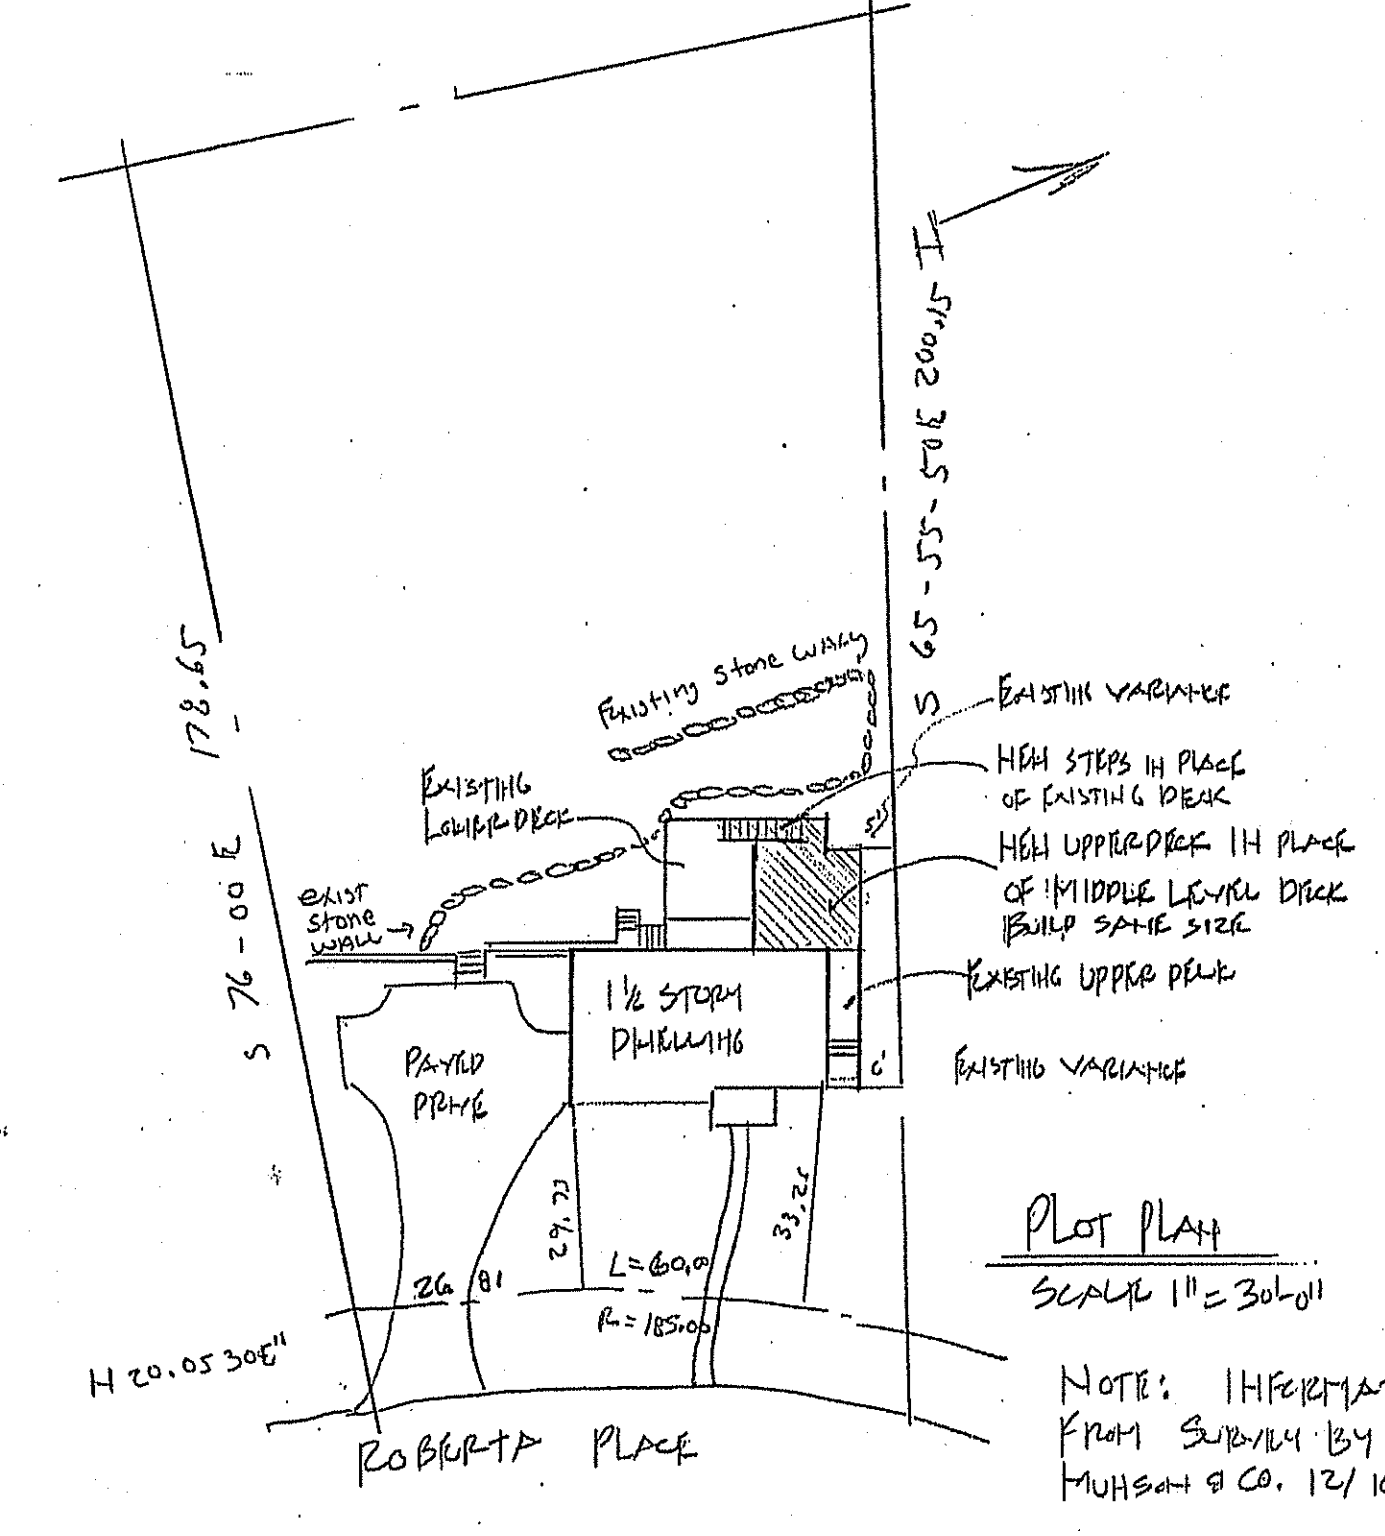 N
S 65-55-50 E 200.15
178.65
S 76-00 E
Existing Stone Wall
EXISTING VARIANCE
NEW STEPS IN PLACE
OF EXISTING DECK
5'
EXISTING
LOWER DECK
NEW UPPER DECK IN PLACE
OF MIDDLE LEVEL DECK
BUILD SAME SIZE
exist
stone
WALL
EXISTING UPPER DECK
1 1/2 STORY
DWELLING
6'
EXISTING VARIANCE
PAVED
DRIVE
29.75
33.25
L=60.00
26.81
R=185.00
N 20.05 30E"
PLOT PLAN
SCALE 1"=30'-0"
NOTE: INFORMA
FROM SURVEY BY
MUNSON & CO. 12/
ROBERTA PLACE